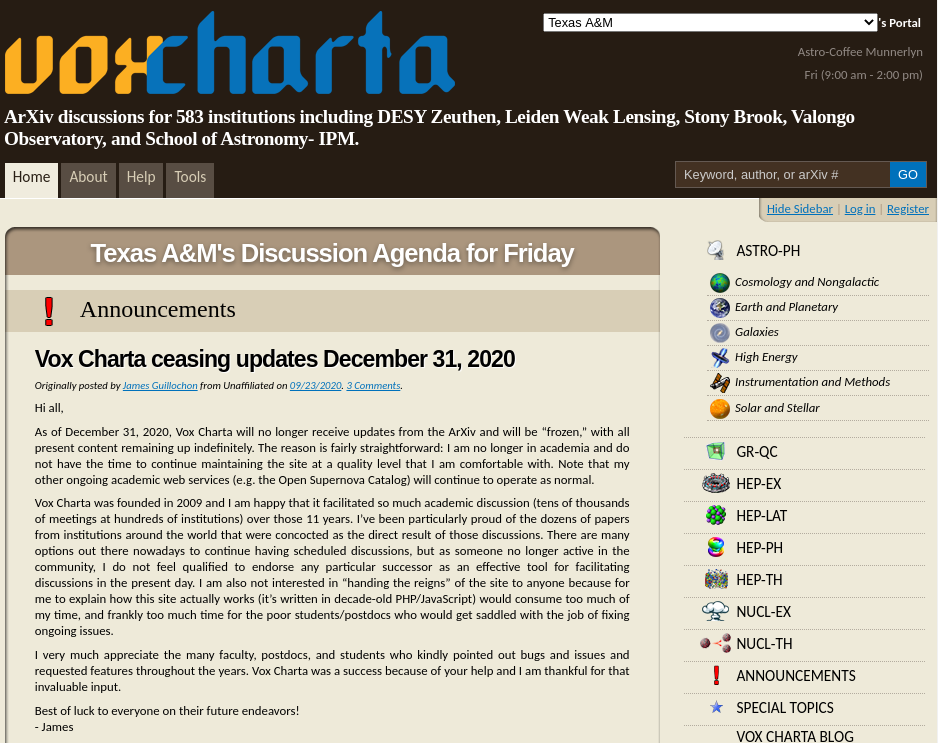 voxcharta
Texas A&M 's Portal
Astro-Coffee Munnerlyn
Fri (9:00 am - 2:00 pm)
ArXiv discussions for 583 institutions including DESY Zeuthen, Leiden Weak Lensing, Stony Brook, Valongo
Observatory, and School of Astronomy- IPM.
Home About Help Tools
Keyword, author, or arXiv # GO
Hide Sidebar | Log in | Register
Texas A&M's Discussion Agenda for Friday
Announcements
Vox Charta ceasing updates December 31, 2020
Originally posted by James Guillochon from Unaffiliated on 09/23/2020. 3 Comments.
Hi all,
As of December 31, 2020, Vox Charta will no longer receive updates from the ArXiv and will be “frozen,” with all
present content remaining up indefinitely. The reason is fairly straightforward: I am no longer in academia and do
not have the time to continue maintaining the site at a quality level that I am comfortable with. Note that my
other ongoing academic web services (e.g. the Open Supernova Catalog) will continue to operate as normal.
Vox Charta was founded in 2009 and I am happy that it facilitated so much academic discussion (tens of thousands
of meetings at hundreds of institutions) over those 11 years. I’ve been particularly proud of the dozens of papers
from institutions around the world that were concocted as the direct result of those discussions. There are many
options out there nowadays to continue having scheduled discussions, but as someone no longer active in the
community, I do not feel qualified to endorse any particular successor as an effective tool for facilitating
discussions in the present day. I am also not interested in “handing the reigns” of the site to anyone because for
me to explain how this site actually works (it’s written in decade-old PHP/JavaScript) would consume too much of
my time, and frankly too much time for the poor students/postdocs who would get saddled with the job of fixing
ongoing issues.
I very much appreciate the many faculty, postdocs, and students who kindly pointed out bugs and issues and
requested features throughout the years. Vox Charta was a success because of your help and I am thankful for that
invaluable input.
Best of luck to everyone on their future endeavors!
- James
ASTRO-PH
Cosmology and Nongalactic
Earth and Planetary
Galaxies
High Energy
Instrumentation and Methods
Solar and Stellar
GR-QC
HEP-EX
HEP-LAT
HEP-PH
HEP-TH
NUCL-EX
NUCL-TH
ANNOUNCEMENTS
SPECIAL TOPICS
VOX CHARTA BLOG